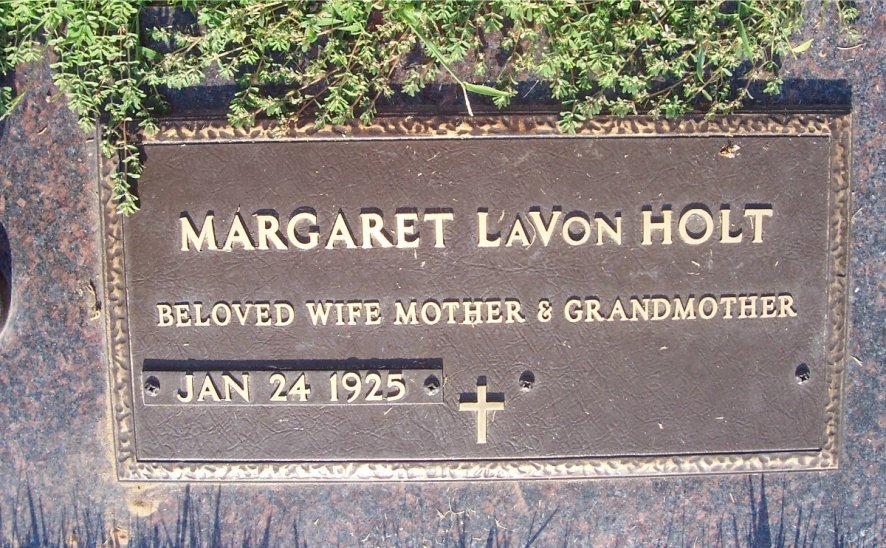 MARGARET LaVon HOLT
BELOVED WIFE MOTHER & GRANDMOTHER
JAN 24 1925